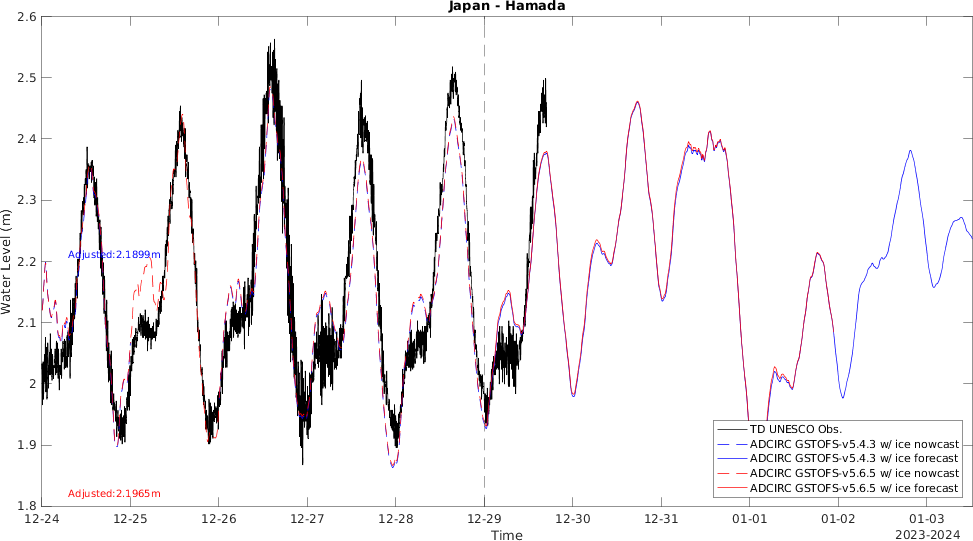 Japan - Hamada
2.6
2.5
2.4
2.3
2.2
2.1
2
1.9
1.8
Water Level (m)
Adjusted:2.1899m
Adjusted:2.1965m
TD UNESCO Obs.
ADCIRC GSTOFS-v5.4.3 w/ ice nowcast
ADCIRC GSTOFS-v5.4.3 w/ ice forecast
ADCIRC GSTOFS-v5.6.5 w/ ice nowcast
ADCIRC GSTOFS-v5.6.5 w/ ice forecast
12-24 12-25 12-26 12-27 12-28 12-29 12-30 12-31 01-01 01-02 01-03
Time
2023-2024